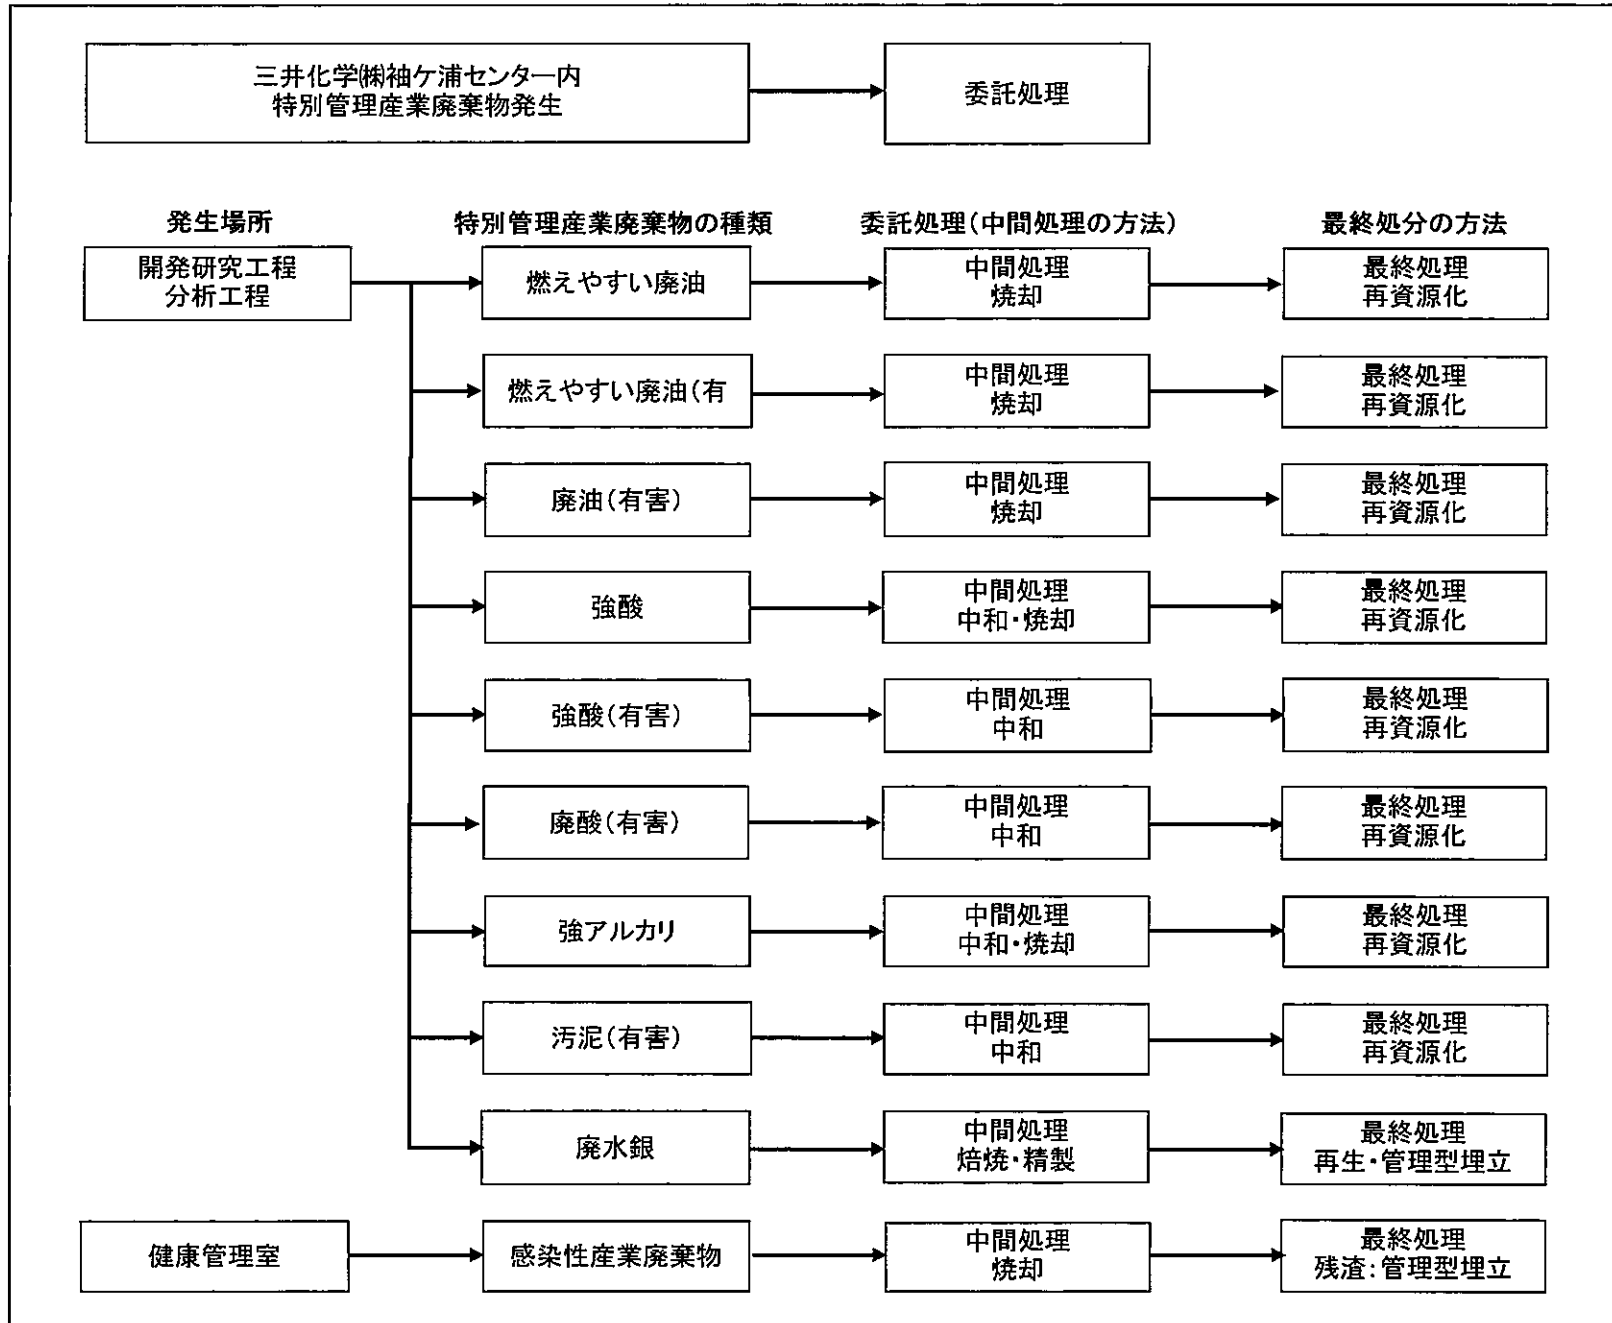 三井化学㈱袖ケ浦センター内
特別管理産業廃棄物発生
委託処理
発生場所
特別管理産業廃棄物の種類
委託処理(中間処理の方法)
最終処分の方法
開発研究工程
分析工程
燃えやすい廃油
中間処理
焼却
最終処理
再資源化
燃えやすい廃油(有
中間処理
焼却
最終処理
再資源化
廃油(有害)
中間処理
焼却
最終処理
再資源化
強酸
中間処理
中和・焼却
最終処理
再資源化
強酸(有害)
中間処理
中和
最終処理
再資源化
廃酸(有害)
中間処理
中和
最終処理
再資源化
強アルカリ
中間処理
中和・焼却
最終処理
再資源化
汚泥(有害)
中間処理
中和
最終処理
再資源化
廃水銀
中間処理
焙焼・精製
最終処理
再生・管理型埋立
健康管理室
感染性産業廃棄物
中間処理
焼却
最終処理
残渣:管理型埋立